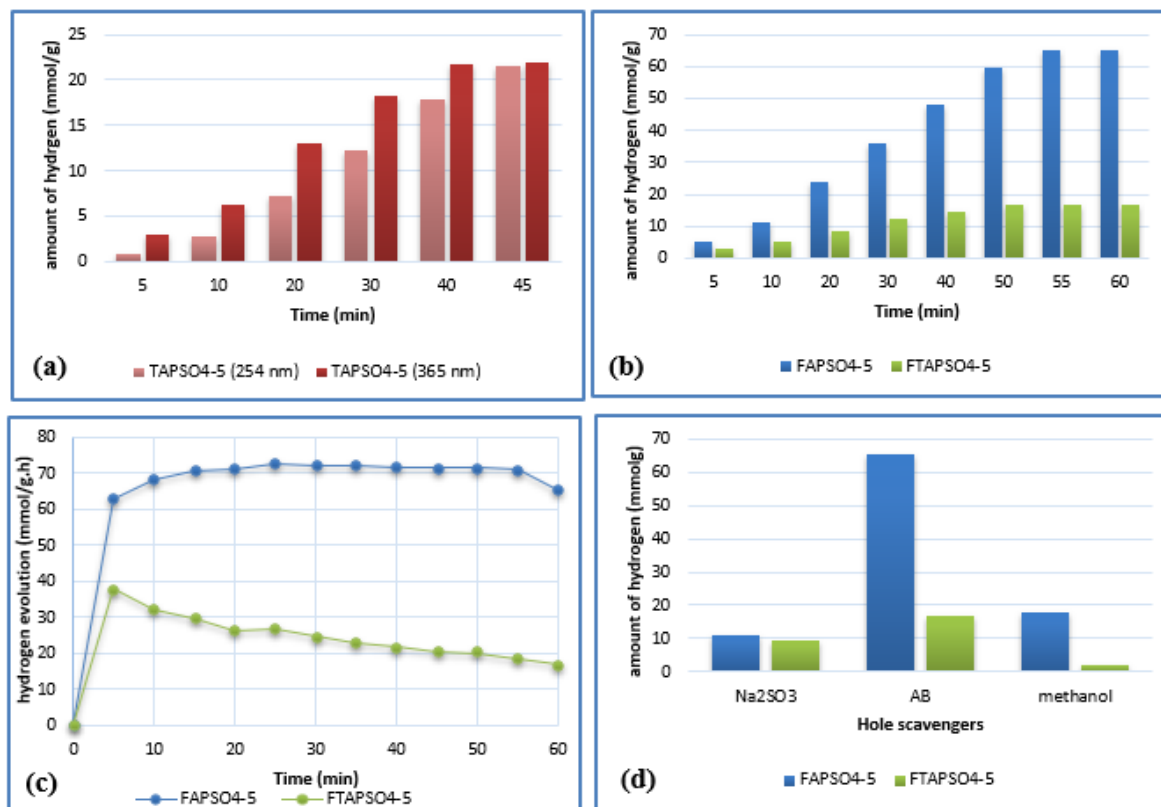 amount of hydrgen (mmol/g)
25
20
15
10
5
0
5 10 20 30 40 45
Time (min)
(a)
TAPSO4-5 (254 nm) TAPSO4-5 (365 nm)
amount of hydrogen (mmol/g)
70
60
50
40
30
20
10
0
5 10 20 30 40 50 55 60
Time (min)
(b)
FAPSO4-5 FTAPSO4-5
hydrogen evolution (mmol/g.h)
80
70
60
50
40
30
20
10
0
0 10 20 30 40 50 60
(c)
Time (min)
FAPSO4-5 FTAPSO4-5
amount of hydrogen (mmolg)
70
60
50
40
30
20
10
0
Na2SO3 AB methanol
Hole scavengers
(d)
FAPSO4-5 FTAPSO4-5